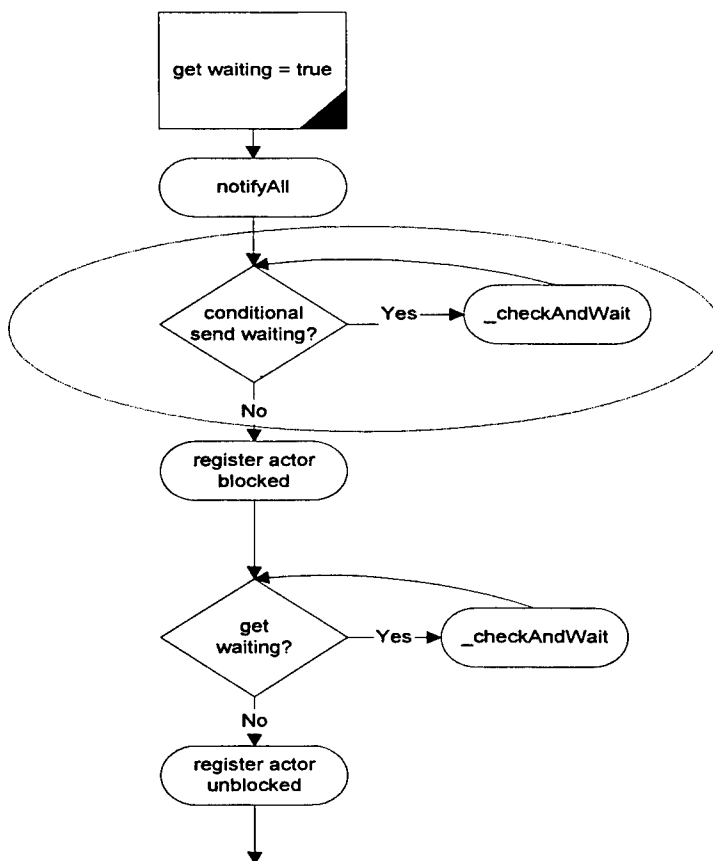 get waiting = true
notifyAll
conditional
send waiting?
Yes
_checkAndWait
No
register actor
blocked
get
waiting?
Yes
_checkAndWait
No
register actor
unblocked